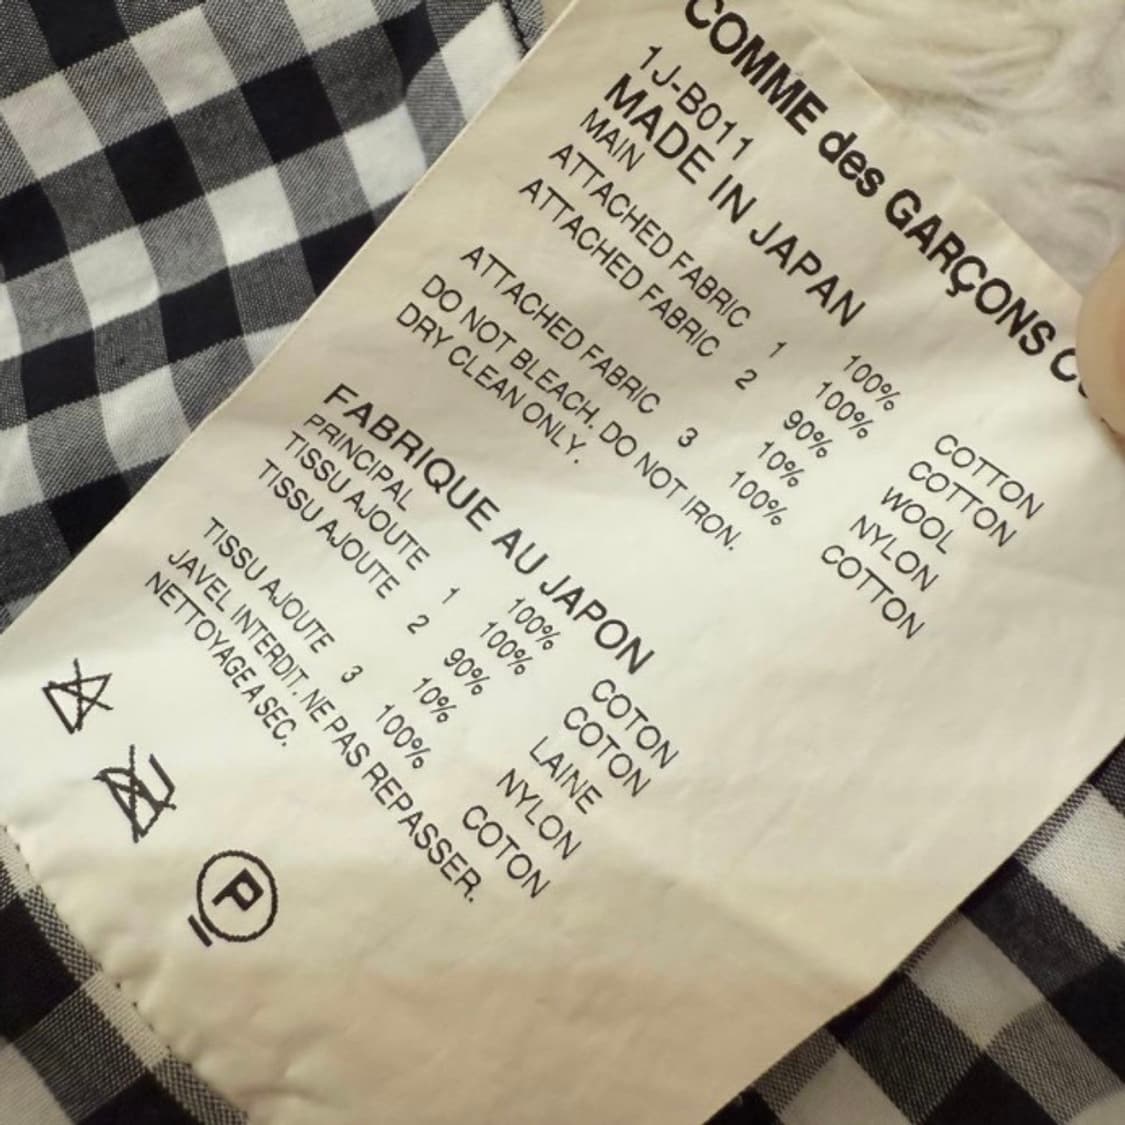 COMME des GARÇONS
1J-B011
MADE IN JAPAN
MAIN 100% COTTON
ATTACHED FABRIC 1 100% COTTON
ATTACHED FABRIC 2 90% WOOL
10% NYLON
ATTACHED FABRIC 3 100% COTTON
DO NOT BLEACH. DO NOT IRON.
DRY CLEAN ONLY.
FABRIQUE AU JAPON
PRINCIPAL 100% COTON
TISSU AJOUTE 1 100% COTON
TISSU AJOUTE 2 90% LAINE
10% NYLON
TISSU AJOUTE 3 100% COTON
JAVEL INTERDIT. NE PAS REPASSER.
NETTOYAGE A SEC.
P